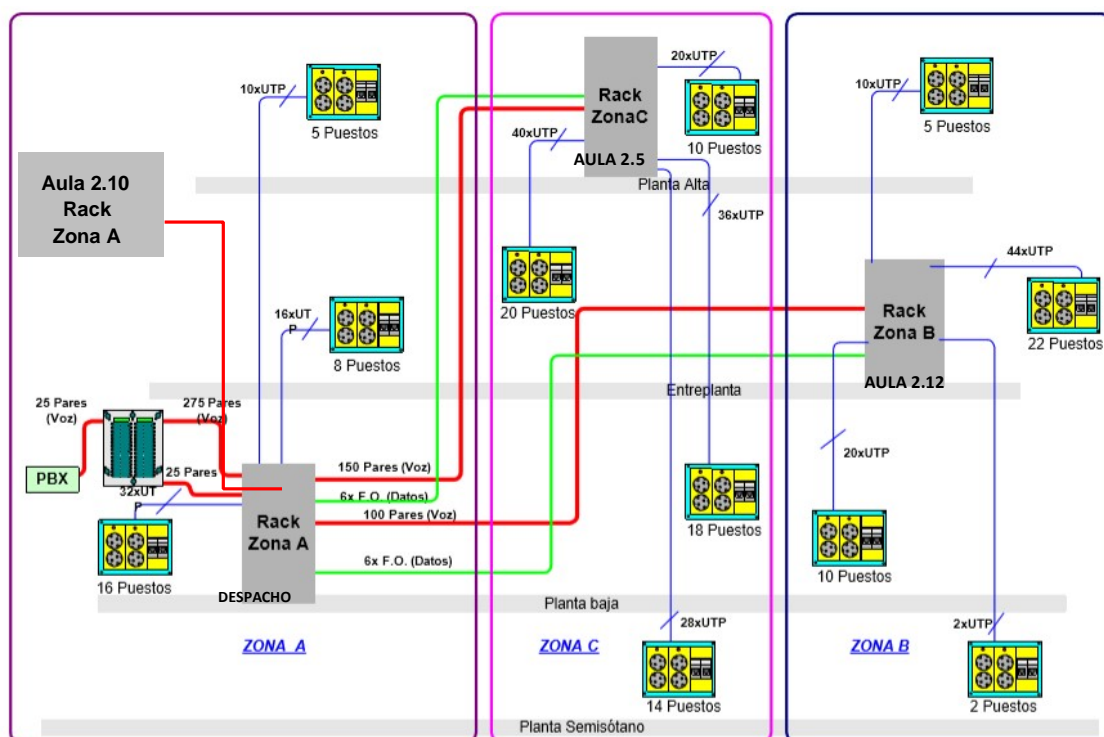 10xUTP
5 Puestos
Aula 2.10
Rack
Zona A
16xUT
P
8 Puestos
25 Pares
(Voz)
275 Pares
(Voz)
PBX
25 Pares
32xUT
P
16 Puestos
Rack
Zona A
DESPACHO
150 Pares (Voz)
6x F.O. (Datos)
100 Pares (Voz)
6x F.O. (Datos)
ZONA A
Rack
ZonaC
AULA 2.5
20xUTP
10 Puestos
40xUTP
20 Puestos
Planta Alta
36xUTP
18 Puestos
28xUTP
14 Puestos
ZONA C
10xUTP
5 Puestos
44xUTP
22 Puestos
Rack
Zona B
AULA 2.12
Entreplanta
20xUTP
10 Puestos
2xUTP
2 Puestos
Planta baja
ZONA B
Planta Semisótano